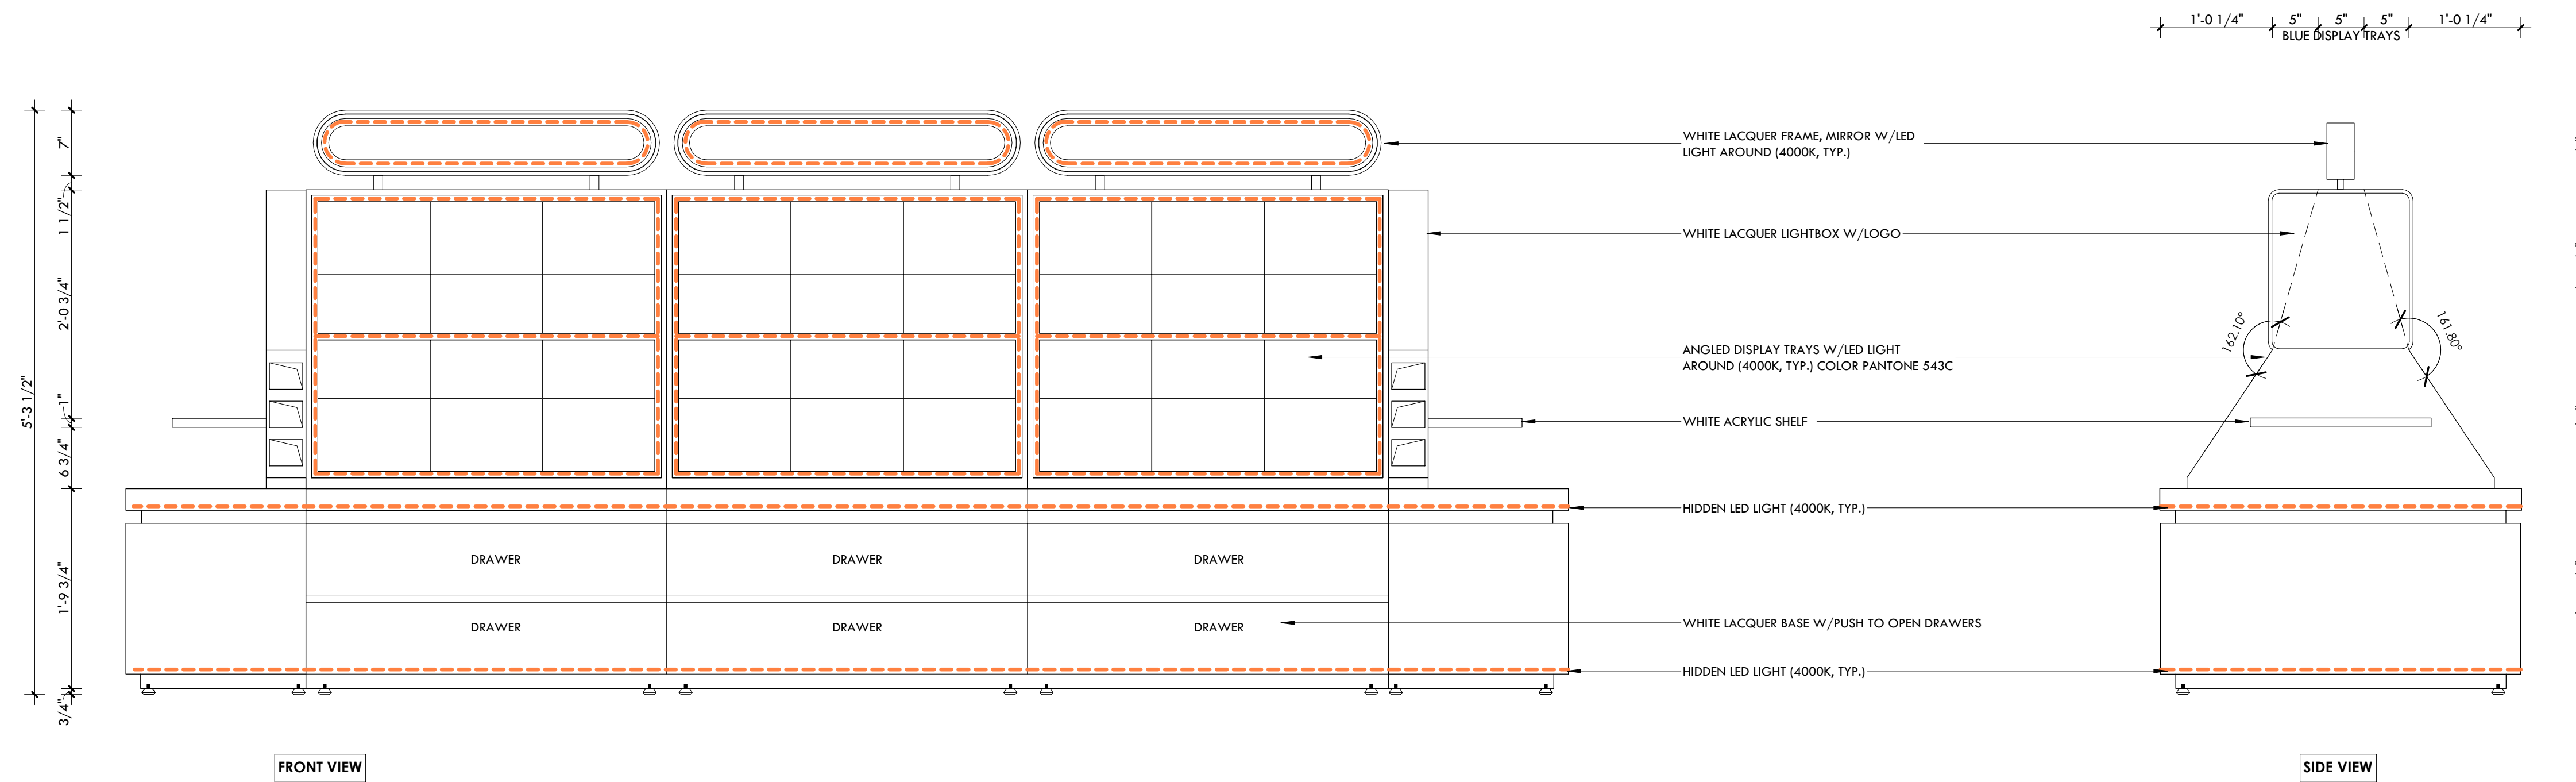 1'-0 1/4" 5" 5" 5" 1'-0 1/4"
BLUE DISPLAY TRAYS
5'-3 1/2"
7"
1 1/2"
2'-0 3/4"
1"
6 3/4"
1'-9 3/4"
3/4"
WHITE LACQUER FRAME, MIRROR W/LED
LIGHT AROUND (4000K, TYP.)
WHITE LACQUER LIGHTBOX W/LOGO
162.10°
161.80°
ANGLED DISPLAY TRAYS W/LED LIGHT
AROUND (4000K, TYP.) COLOR PANTONE 543C
WHITE ACRYLIC SHELF
HIDDEN LED LIGHT (4000K, TYP.)
DRAWER DRAWER DRAWER
DRAWER DRAWER DRAWER
WHITE LACQUER BASE W/PUSH TO OPEN DRAWERS
HIDDEN LED LIGHT (4000K, TYP.)
FRONT VIEW
SIDE VIEW